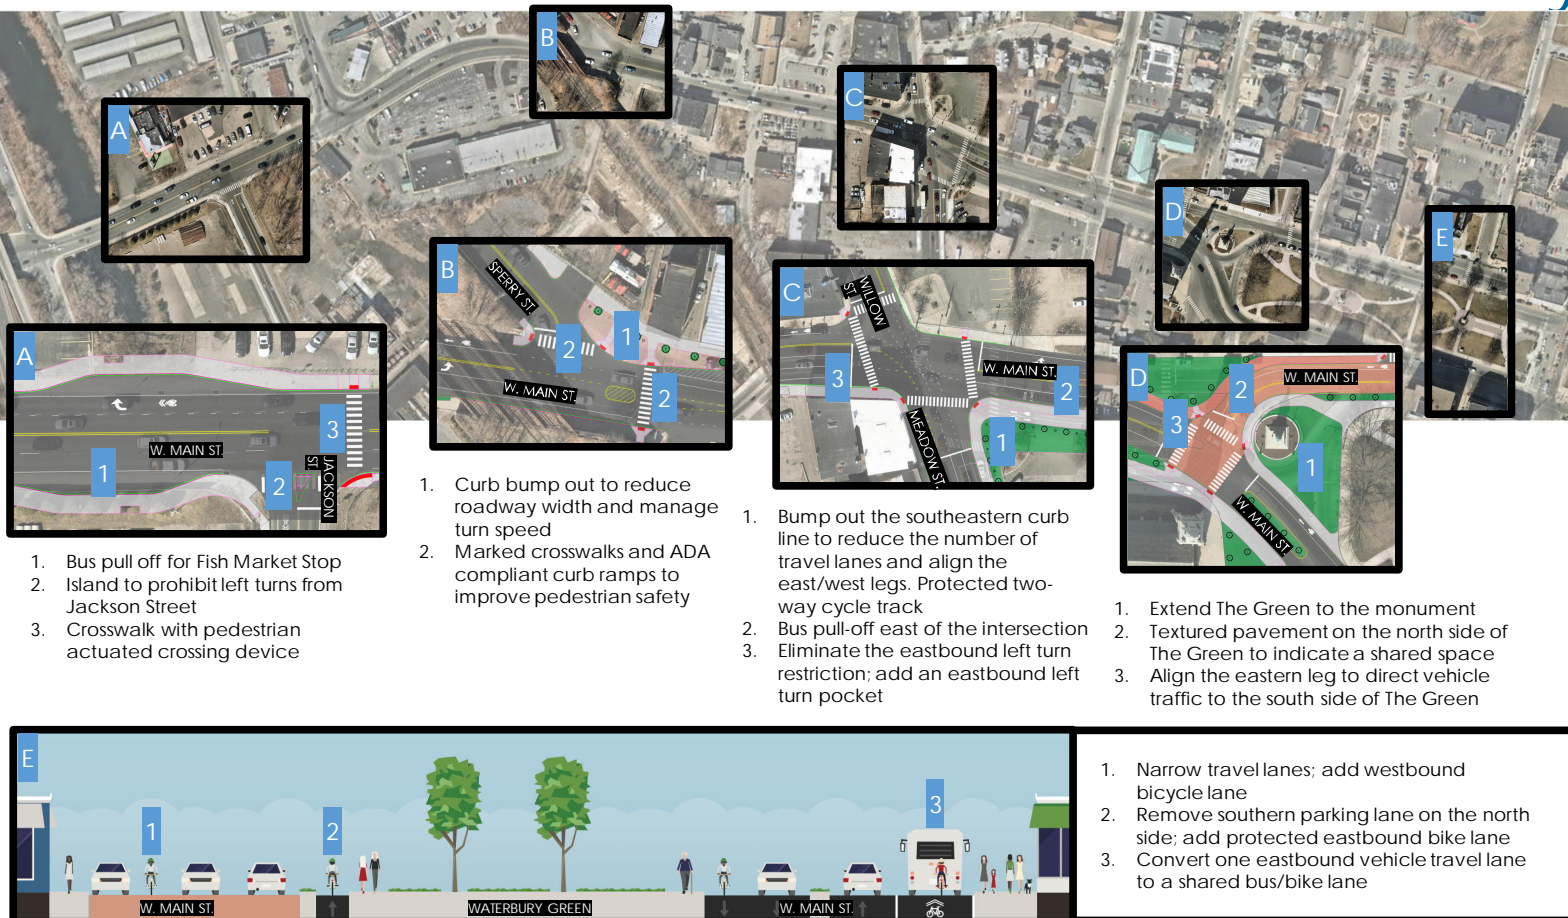 A
B
C
D
E
A
1
2
3
W. MAIN ST.
JACKSON
ST.
B
SPERRY ST.
1
2
2
W. MAIN ST.
C
WILLOW
ST.
3
W. MAIN ST.
2
MEADOW ST.
1
D
2
W. MAIN ST.
3
1
W. MAIN ST.
1. Bus pull off for Fish Market Stop
2. Island to prohibit left turns from
Jackson Street
3. Crosswalk with pedestrian
actuated crossing device
1. Curb bump out to reduce
roadway width and manage
turn speed
2. Marked crosswalks and ADA
compliant curb ramps to
improve pedestrian safety
1. Bump out the southeastern curb
line to reduce the number of
travel lanes and align the
east/west legs. Protected two-
way cycle track
2. Bus pull-off east of the intersection
3. Eliminate the eastbound left turn
restriction; add an eastbound left
turn pocket
1. Extend The Green to the monument
2. Textured pavement on the north side of
The Green to indicate a shared space
3. Align the eastern leg to direct vehicle
traffic to the south side of The Green
E
1
2
3
W. MAIN ST.
WATERBURY GREEN
W. MAIN ST.
1. Narrow travel lanes; add westbound
bicycle lane
2. Remove southern parking lane on the north
side; add protected eastbound bike lane
3. Convert one eastbound vehicle travel lane
to a shared bus/bike lane